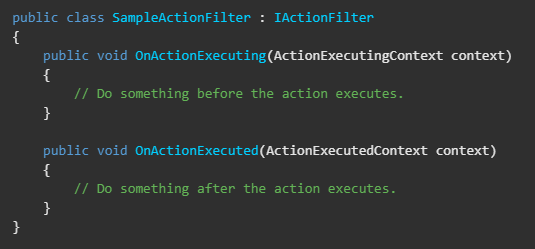 public class SampleActionFilter : IActionFilter
{
    public void OnActionExecuting(ActionExecutingContext context)
    {
        // Do something before the action executes.
    }

    public void OnActionExecuted(ActionExecutedContext context)
    {
        // Do something after the action executes.
    }
}